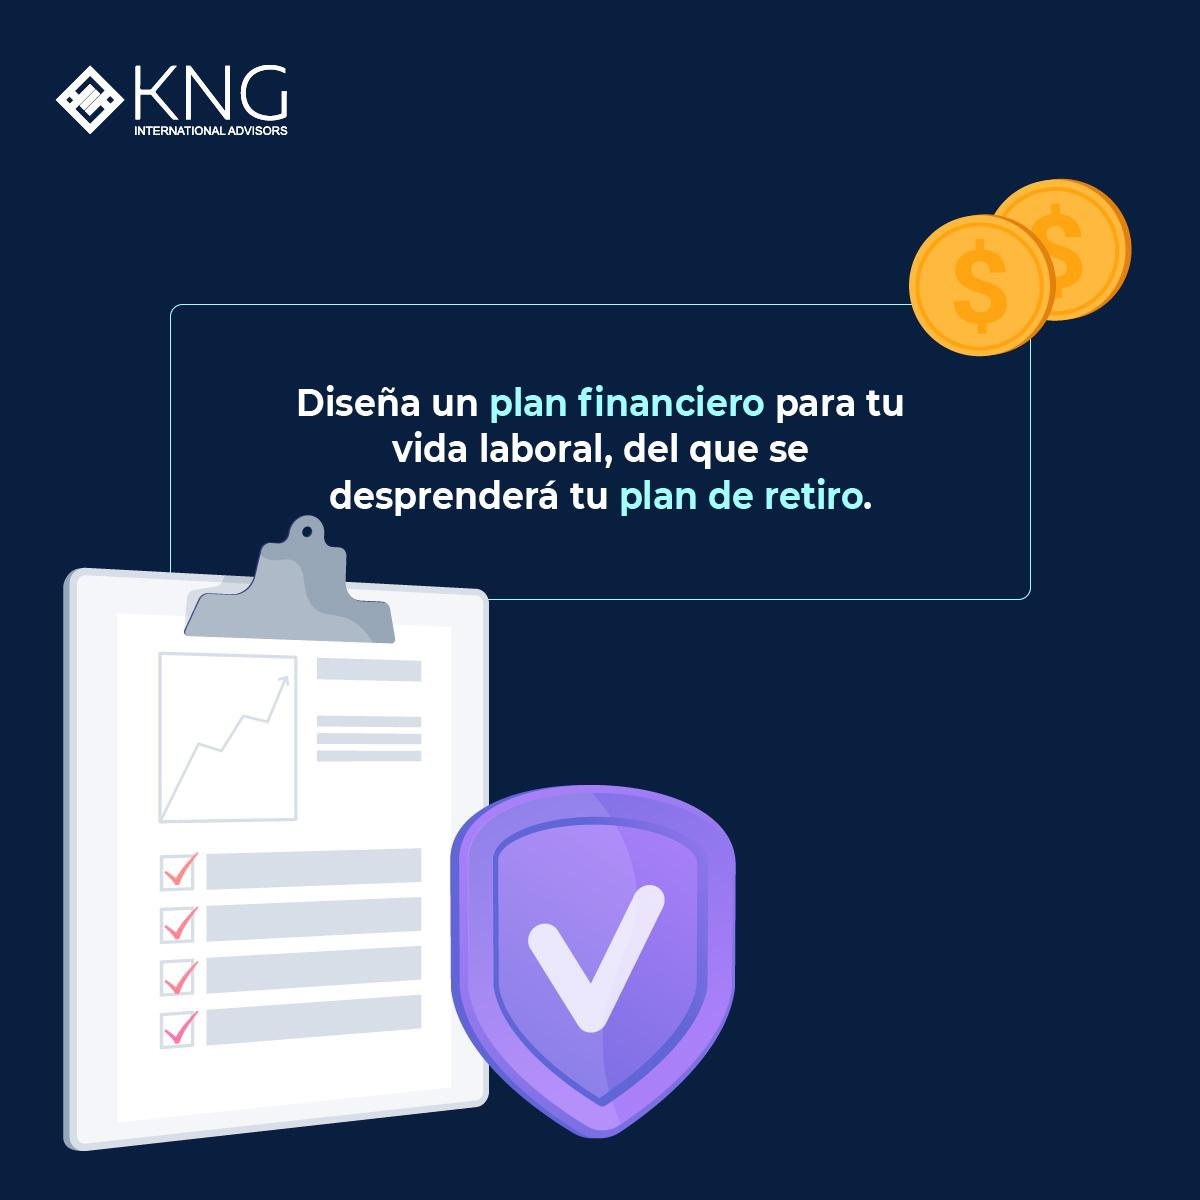 KNG
INTERNATIONAL ADVISORS
$
$
Diseña un plan financiero para tu
vida laboral, del que se
desprenderá tu plan de retiro.